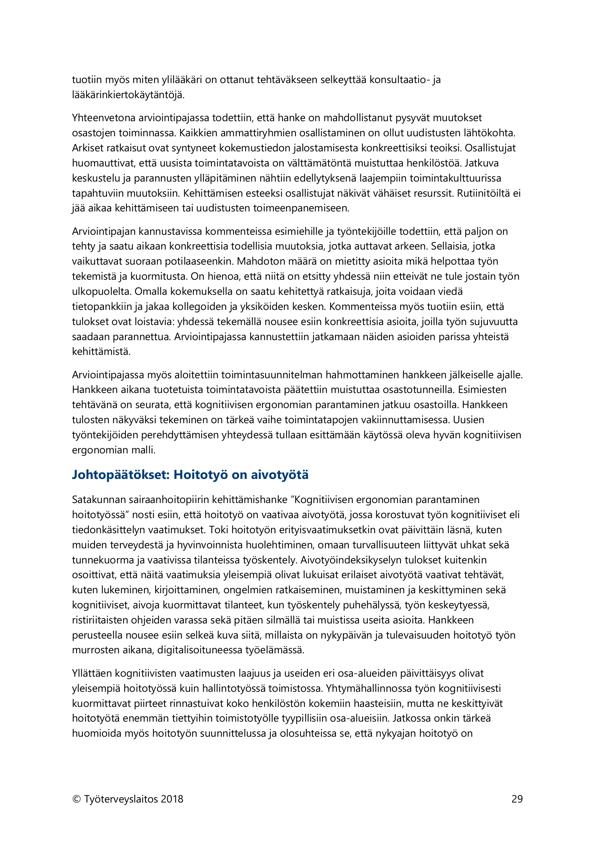 tuotiin myös miten ylilääkäri on ottanut tehtäväkseen selkeyttää konsultaatio- ja
lääkärinkiertokäytäntöjä.
Yhteenvetona arviointipajassa todettiin, että hanke on mahdollistanut pysyvät muutokset
osastojen toiminnassa. Kaikkien ammattiryhmien osallistaminen on ollut uudistusten lähtökohta.
Arkiset ratkaisut ovat syntyneet kokemustiedon jalostamisesta konkreettisiksi teoiksi. Osallistujat
huomauttivat, että uusista toimintatavoista on välttämätöntä muistuttaa henkilöstöä. Jatkuva
keskustelu ja parannusten ylläpitäminen nähtiin edellytyksenä laajempiin toimintakulttuurissa
tapahtuviin muutoksiin. Kehittämisen esteeksi osallistujat näkivät vähäiset resurssit. Rutiinitöiltä ei
jää aikaa kehittämiseen tai uudistusten toimeenpanemiseen.
Arviointipajan kannustavissa kommenteissa esimiehille ja työntekijöille todettiin, että paljon on
tehty ja saatu aikaan konkreettisia todellisia muutoksia, jotka auttavat arkeen. Sellaisia, jotka
vaikuttavat suoraan potilaaseenkin. Mahdoton määrä on mietitty asioita mikä helpottaa työn
tekemistä ja kuormitusta. On hienoa, että niitä on etsitty yhdessä niin etteivät ne tule jostain työn
ulkopuolelta. Omalla kokemuksella on saatu kehitettyä ratkaisuja, joita voidaan viedä
tietopankkiin ja jakaa kollegoiden ja yksiköiden kesken. Kommenteissa myös tuotiin esiin, että
tulokset ovat loistavia: yhdessä tekemällä nousee esiin konkreettisia asioita, joilla työn sujuvuutta
saadaan parannettua. Arviointipajassa kannustettiin jatkamaan näiden asioiden parissa yhteistä
kehittämistä.
Arviointipajassa myös aloitettiin toimintasuunnitelman hahmottaminen hankkeen jälkeiselle ajalle.
Hankkeen aikana tuotetuista toimintatavoista päätettiin muistuttaa osastotunneilla. Esimiesten
tehtävänä on seurata, että kognitiivisen ergonomian parantaminen jatkuu osastoilla. Hankkeen
tulosten näkyväksi tekeminen on tärkeä vaihe toimintatapojen vakiinnuttamisessa. Uusien
työntekijöiden perehdyttämisen yhteydessä tullaan esittämään käytössä oleva hyvän kognitiivisen
ergonomian malli.
Johtopäätökset: Hoitotyö on aivotyötä
Satakunnan sairaanhoitopiirin kehittämishanke ”Kognitiivisen ergonomian parantaminen
hoitotyössä” nosti esiin, että hoitotyö on vaativaa aivotyötä, jossa korostuvat työn kognitiiviset eli
tiedonkäsittelyn vaatimukset. Toki hoitotyön erityisvaatimuksetkin ovat päivittäin läsnä, kuten
muiden terveydestä ja hyvinvoinnista huolehtiminen, omaan turvallisuuteen liittyvät uhkat sekä
tunnekuorma ja vaativissa tilanteissa työskentely. Aivotyöindeksikyselyn tulokset kuitenkin
osoittivat, että näitä vaatimuksia yleisempiä olivat lukuisat erilaiset aivotyötä vaativat tehtävät,
kuten lukeminen, kirjoittaminen, ongelmien ratkaiseminen, muistaminen ja keskittyminen sekä
kognitiiviset, aivoja kuormittavat tilanteet, kun työskentely puhehälyssä, työn keskeytyessä,
ristiriitaisten ohjeiden varassa sekä pitäen silmällä tai muistissa useita asioita. Hankkeen
perusteella nousee esiin selkeä kuva siitä, millaista on nykypäivän ja tulevaisuuden hoitotyö työn
murrosten aikana, digitalisoituneessa työelämässä.
Yllättäen kognitiivisten vaatimusten laajuus ja useiden eri osa-alueiden päivittäisyys olivat
yleisempiä hoitotyössä kuin hallintotyössä toimistossa. Yhtymähallinnossa työn kognitiivisesti
kuormittavat piirteet rinnastuivat koko henkilöstön kokemiin haasteisiin, mutta ne keskittyivät
hoitotyötä enemmän tiettyihin toimistotyölle tyypillisiin osa-alueisiin. Jatkossa onkin tärkeä
huomioida myös hoitotyön suunnittelussa ja olosuhteissa se, että nykyajan hoitotyö on
© Työterveyslaitos 2018 29